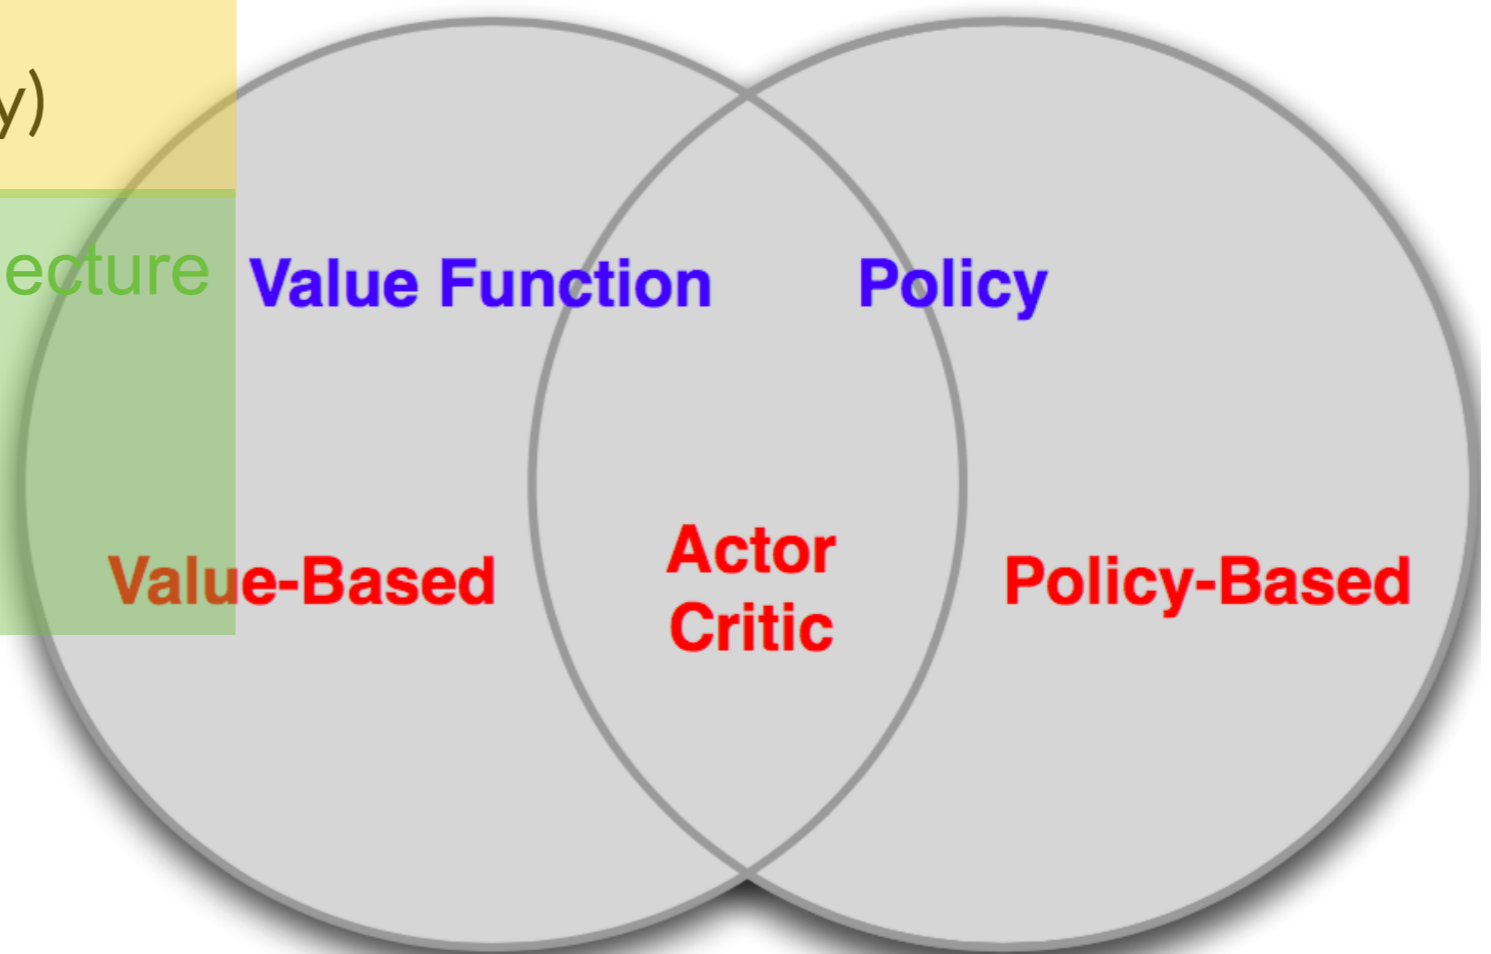 y)
ecture
Value Function
Policy
Value-Based
Actor
Critic
Policy-Based